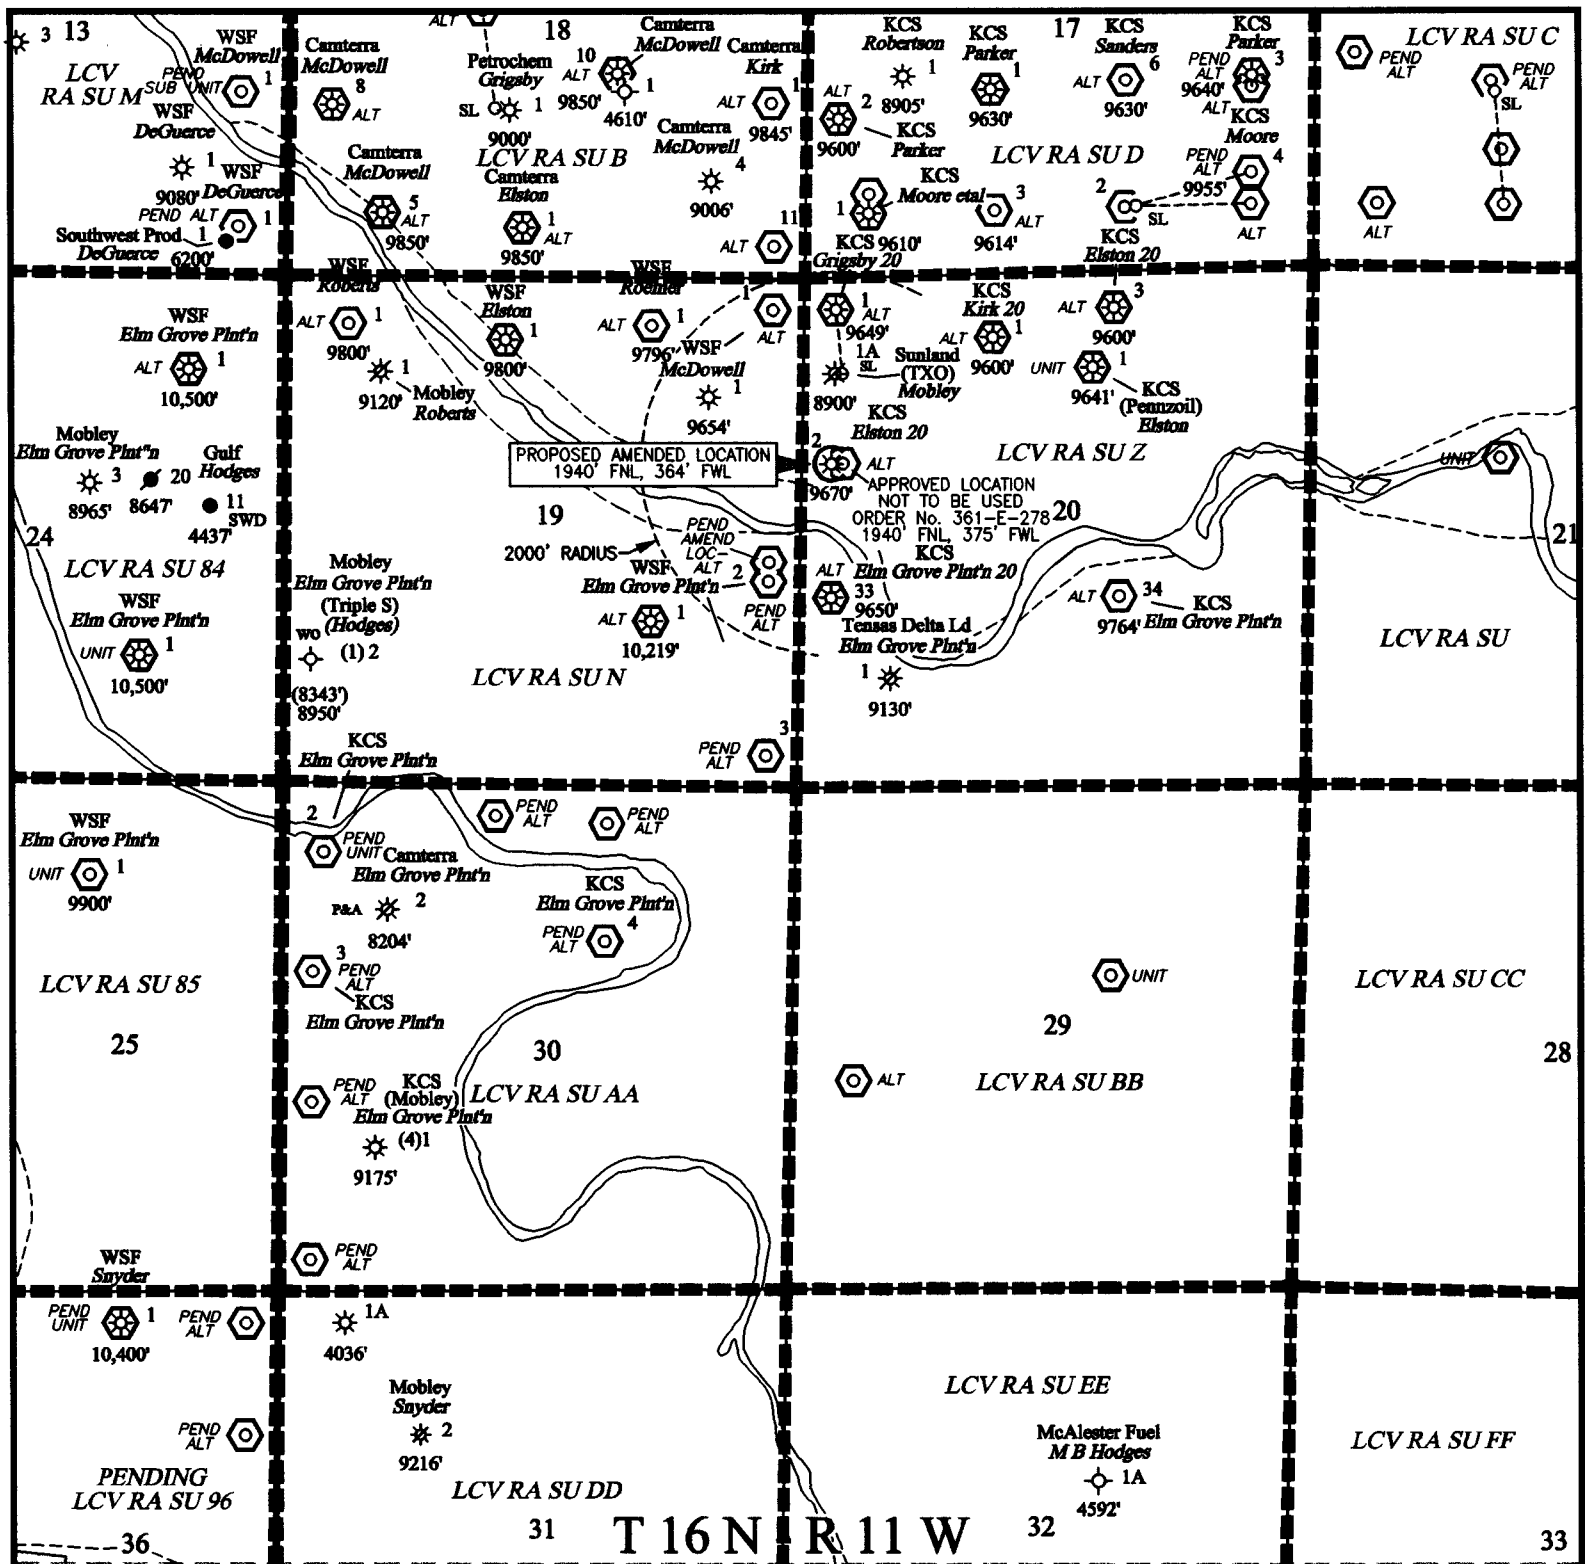 3 13
LCV
RA SU M
WSF
McDowell
PEND
SUB UNIT
1
WSF
DeGuerce
1
9080'
WSF
DeGuerce
PEND ALT
1
Southwest Prod
DeGuerce
1
6200'
18
ALT
Camterra
McDowell
8
ALT
Petrochem
Grigsby
SL
1
9000'
10
ALT
9850'
Camterra
McDowell
1
4610'
Camterra
Kirk
1
ALT
9845'
LCV RA SU B
Camterra
McDowell
5
ALT
9850'
Camterra
Elston
1
ALT
9850'
Camterra
McDowell
4
9006'
11
ALT
17
KCS
Robertson
1
8905'
KCS
Parker
1
9630'
KCS
Sanders
6
ALT
9630'
KCS
Parker
PEND
ALT
3
9640'
ALT
ALT
2
9600'
KCS
Parker
LCV RA SU D
KCS
Moore
PEND
ALT
4
9955'
KCS
Moore etal
1
9610'
3
ALT
9614'
2
SL
ALT
LCV RA SU C
PEND
ALT
PEND
ALT
SL
ALT
WSF
Elm Grove Plnt'n
ALT
1
10,500'
Mobley
Elm Grove Plnt'n
3
8965'
20
8647'
Gulf
Hodges
11
SWD
4437'
24
LCV RA SU 84
WSF
Elm Grove Plnt'n
UNIT
1
10,500'
WSF
Roberts
ALT
1
9800'
1
9120'
Mobley
Roberts
WSF
Elston
1
9800'
WSF
Roemer
ALT
1
9796'
1
ALT
WSF
McDowell
1
9654'
PROPOSED AMENDED LOCATION
1940' FNL, 364' FWL
19
2000' RADIUS
PEND
AMEND
LOC-
ALT
WSF
Elm Grove Plnt'n
2
PEND
ALT
ALT
1
10,219'
Mobley
Elm Grove Plnt'n
(Triple S)
(Hodges)
WO
(1) 2
(8343')
8950'
LCV RA SU N
3
PEND
ALT
KCS
Grigsby 20
1
ALT
9649'
1A
SL
8900'
Sunland
(TXO)
Mobley
KCS
Kirk 20
ALT
1
9600'
KCS
Elston 20
ALT
3
9600'
UNIT
1
9641'
KCS
(Pennzoil)
Elston
KCS
Elston 20
2
ALT
9670'
LCV RA SU Z
APPROVED LOCATION
NOT TO BE USED
ORDER No. 361-E-278
1940' FNL, 375' FWL
20
KCS
Elm Grove Plnt'n 20
ALT
33
9650'
Tensas Delta Ld
Elm Grove Plnt'n
1
9130'
ALT
34
9764'
KCS
Elm Grove Plnt'n
UNIT
21
LCV RA SU
WSF
Elm Grove Plnt'n
UNIT
1
9900'
LCV RA SU 85
25
KCS
Elm Grove Plnt'n
2
PEND
UNIT
PEND
ALT
PEND
ALT
Camterra
Elm Grove Plnt'n
P&A
2
8204'
KCS
Elm Grove Plnt'n
PEND
ALT
4
3
PEND
ALT
KCS
Elm Grove Plnt'n
30
LCV RA SU AA
PEND
ALT
KCS
(Mobley)
Elm Grove Plnt'n
(4)1
9175'
PEND
ALT
UNIT
29
ALT
LCV RA SU BB
LCV RA SU CC
28
WSF
Snyder
PEND
UNIT
1
10,400'
PEND
ALT
PEND
ALT
PENDING
LCV RA SU 96
36
1A
4036'
Mobley
Snyder
2
9216'
LCV RA SU DD
31
T 16 N R 11 W
LCV RA SU EE
McAlester Fuel
M B Hodges
1A
4592'
32
LCV RA SU FF
33